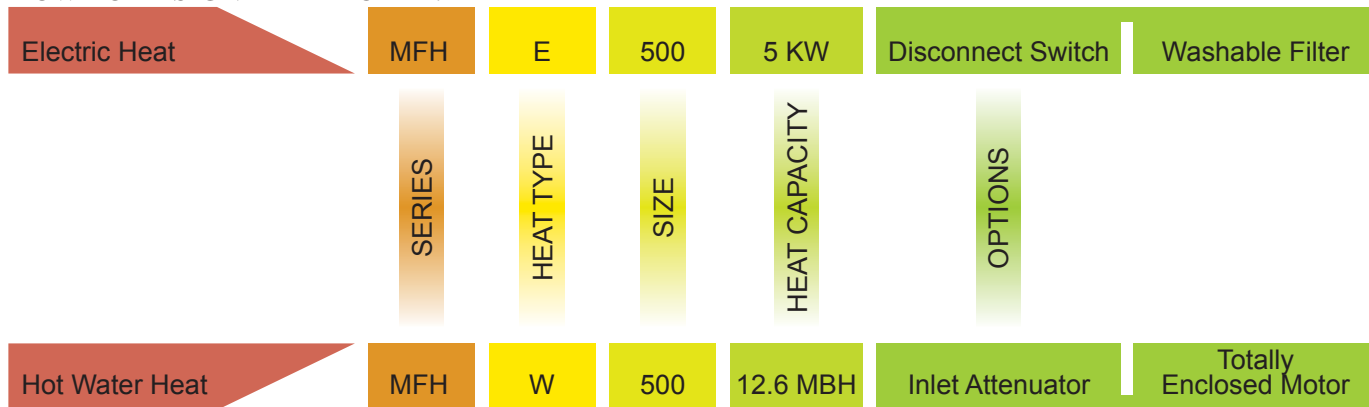 Electric Heat MFH E 500 5 KW Disconnect Switch Washable Filter
SERIES HEAT TYPE SIZE HEAT CAPACITY OPTIONS
Hot Water Heat MFH W 500 12.6 MBH Inlet Attenuator Totally
Enclosed Motor